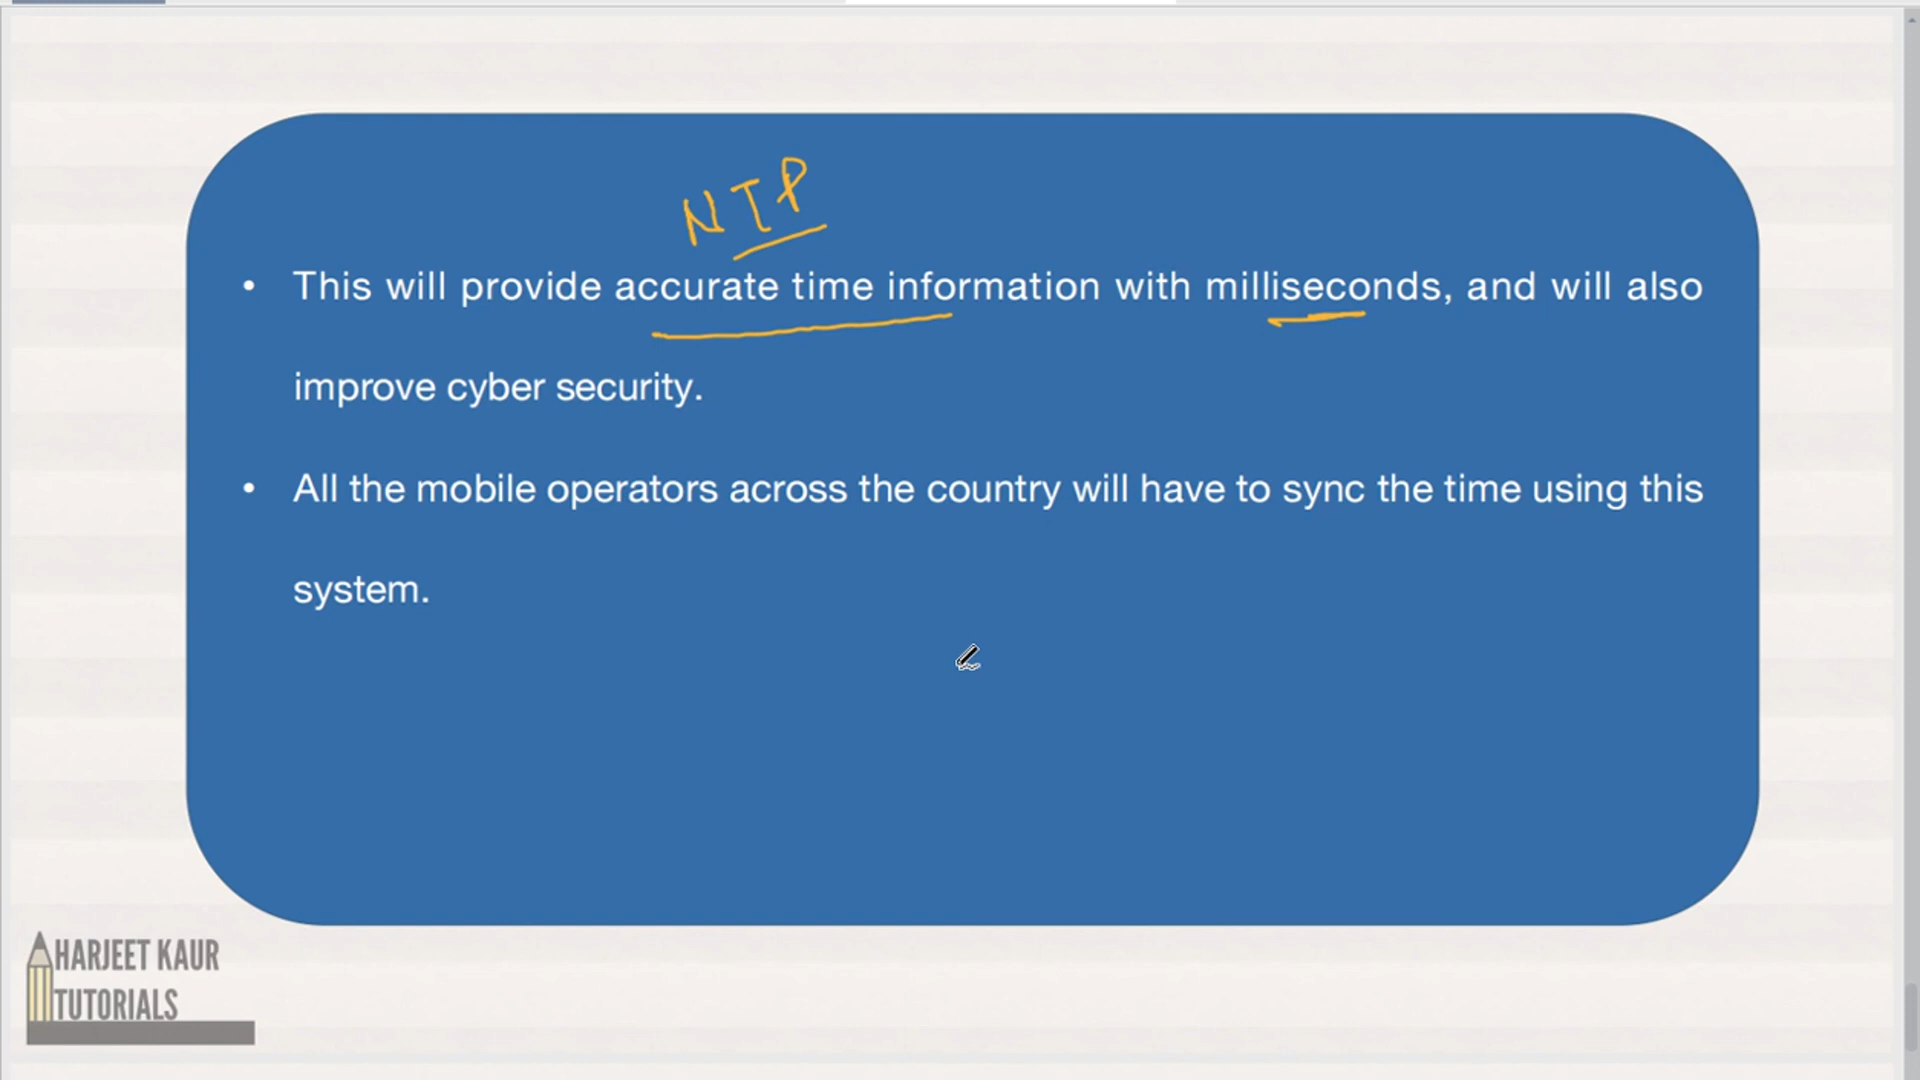 NTP
• This will provide accurate time information with milliseconds, and will also
improve cyber security.
• All the mobile operators across the country will have to sync the time using this
system.
HARJEET KAUR
TUTORIALS